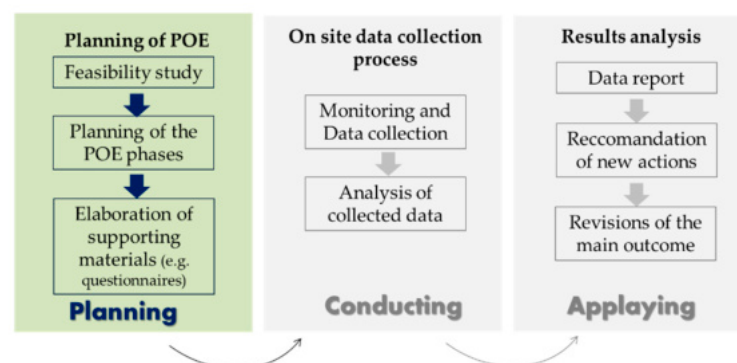 Planning of POE
Feasibility study
Planning of the
POE phases
Elaboration of
supporting
materials (e.g.
questionnaires)
Planning
On site data collection
process
Monitoring and
Data collection
Analysis of
collected data
Conducting
Results analysis
Data report
Reccomandation
of new actions
Revisions of the
main outcome
Applaying